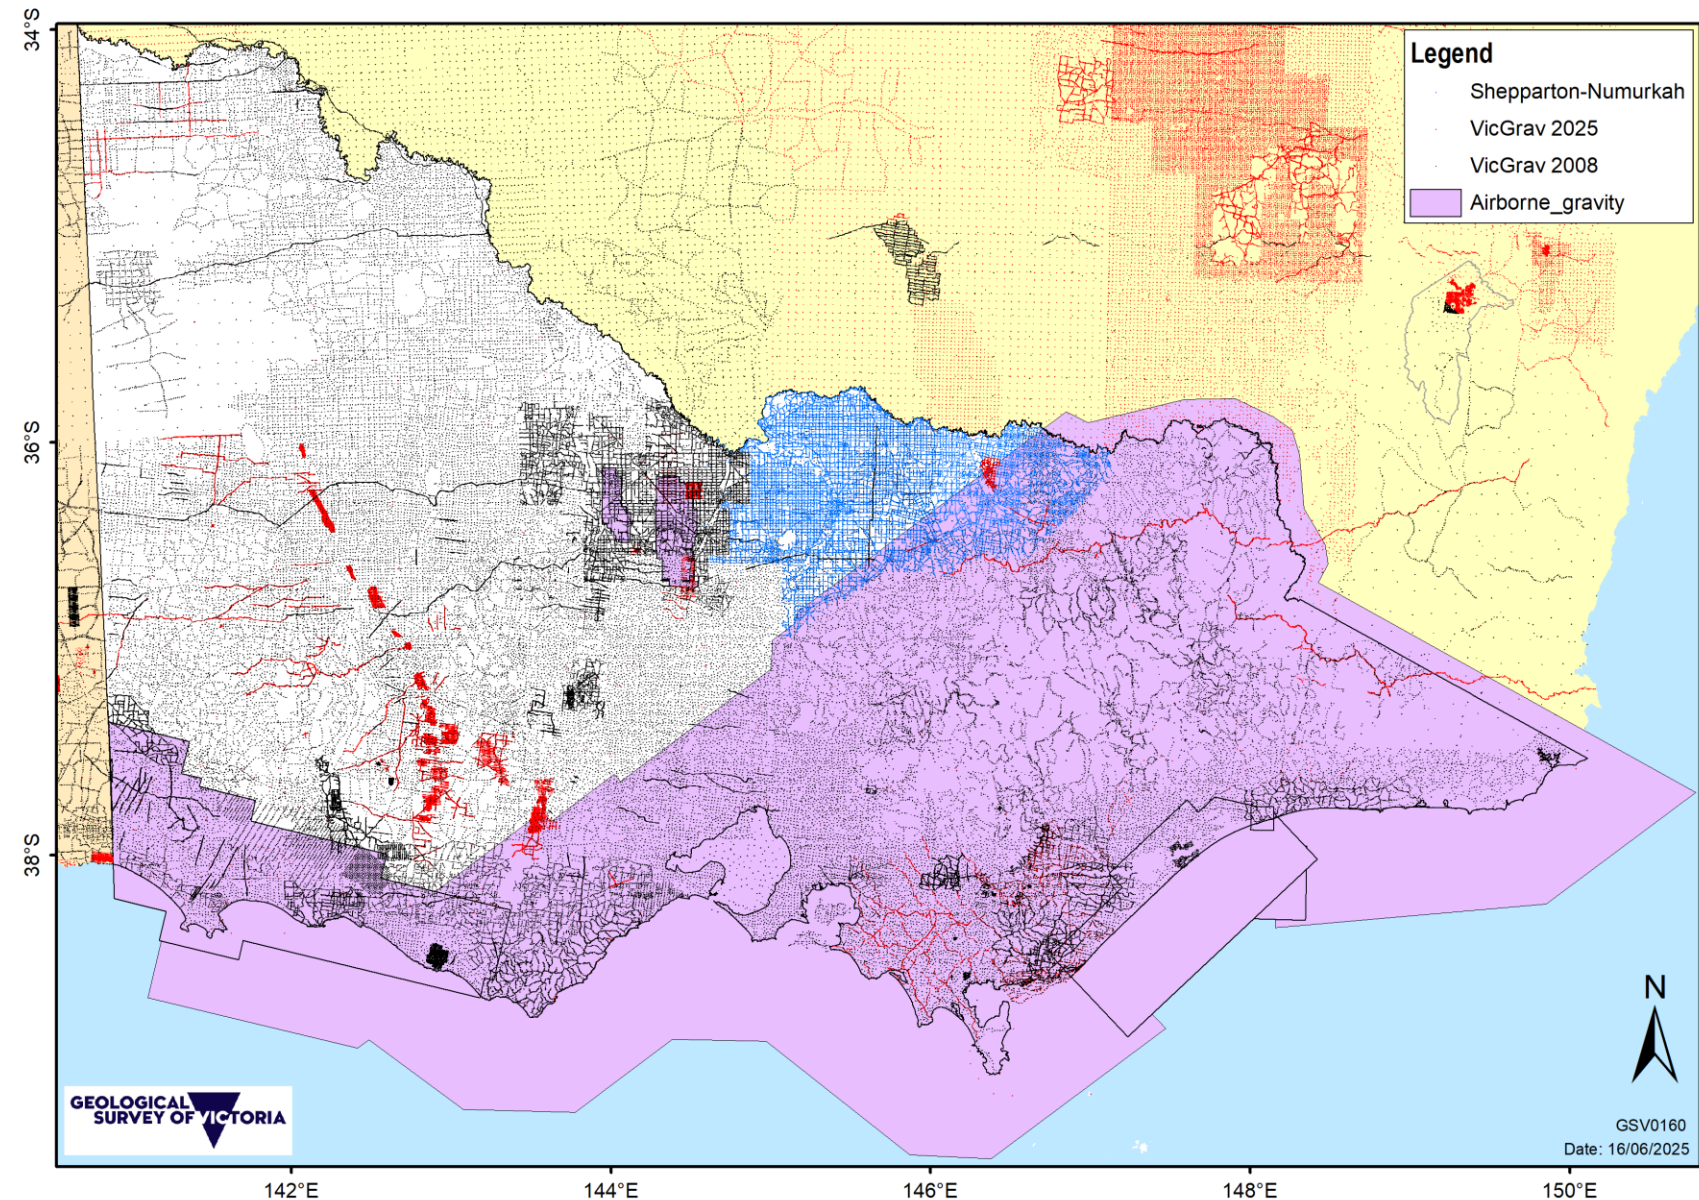 34°S
36°S
38°S
Legend
Shepparton-Numurkah
VicGrav 2025
VicGrav 2008
Airborne_gravity
N
GEOLOGICAL
SURVEY OF VICTORIA
GSV0160
Date: 16/06/2025
142°E
144°E
146°E
148°E
150°E